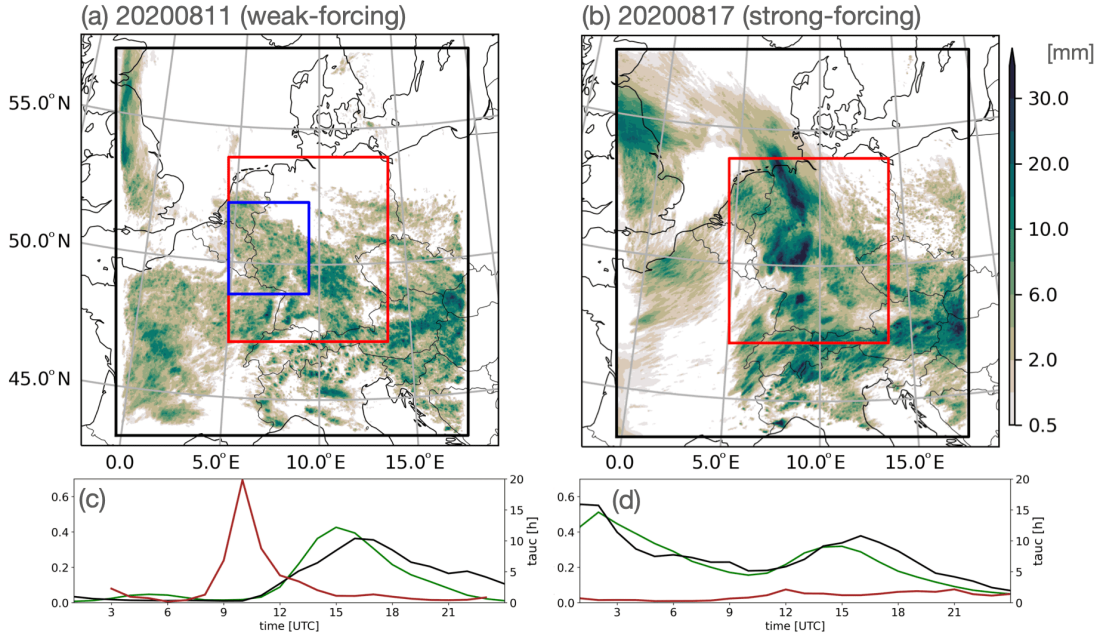 (a) 20200811 (weak-forcing)
(b) 20200817 (strong-forcing)
[mm]
55.0°N
50.0°N
45.0°N
30.0
20.0
10.0
6.0
2.0
0.5
0.0 5.0°E 10.0°E 15.0°E
0.0 5.0°E 10.0°E 15.0°E
(c)
0.6
0.4
0.2
0.0
3 6 9 12 15 18 21
time [UTC]
20
15
10
5
0
tauc [h]
(d)
0.6
0.4
0.2
0.0
3 6 9 12 15 18 21
time [UTC]
20
15
10
5
0
tauc [h]